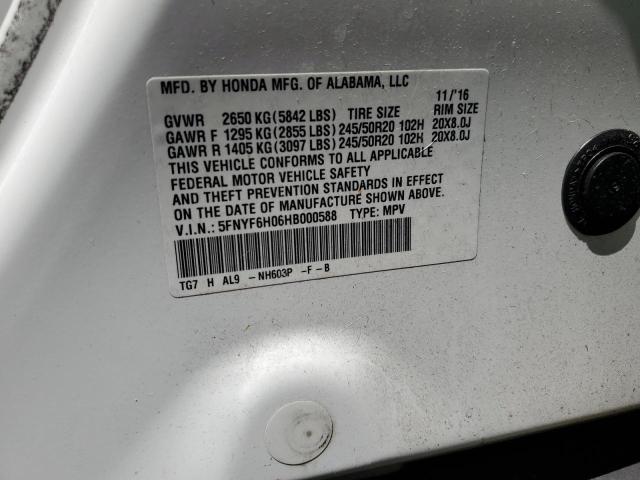 MFD. BY HONDA MFG. OF ALABAMA, LLC
11/'16
GVWR 2650 KG(5842 LBS) TIRE SIZE RIM SIZE
GAWR F 1295 KG(2855 LBS)245/50R20 102H 20X8.0J
GAWR R 1405 KG(3097 LBS)245/50R20 102H 20X8.0J
THIS VEHICLE CONFORMS TO ALL APPLICABLE
FEDERAL MOTOR VEHICLE SAFETY
AND THEFT PREVENTION STANDARDS IN EFFECT
ON THE DATE OF MANUFACTURE SHOWN ABOVE.
V.I.N.: 5FNYF6H06HB000588 TYPE: MPV
TG7 H AL9 -NH603P -F-B